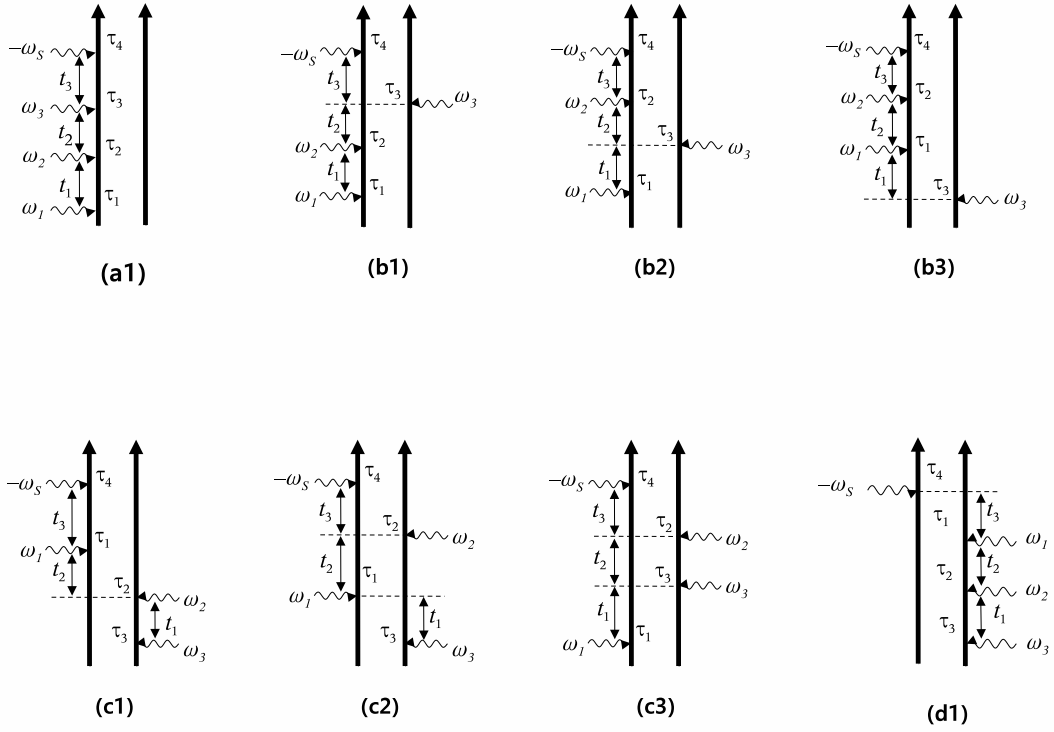 −ωS τ4
t3
ω3 τ3
t2
ω2 τ2
t1
ω1 τ1
(a1)
−ωS τ4
t3
τ3 ω3
t2
ω2 τ2
t1
ω1 τ1
(b1)
−ωS τ4
t3
ω2 τ2
t2
τ3 ω3
t1
ω1 τ1
(b2)
−ωS τ4
t3
ω2 τ2
t2
ω1 τ1
t1
τ3 ω3
(b3)
−ωS τ4
t3
ω1 τ1
t2
τ2 ω2
t1
τ3 ω3
(c1)
−ωS τ4
t3
τ2 ω2
t2
ω1 τ1
t1
τ3 ω3
(c2)
−ωS τ4
t3
τ2 ω2
t2
τ3 ω3
t1
ω1 τ1
(c3)
−ωS τ4
t3
τ1 ω1
t2
τ2 ω2
t1
τ3 ω3
(d1)